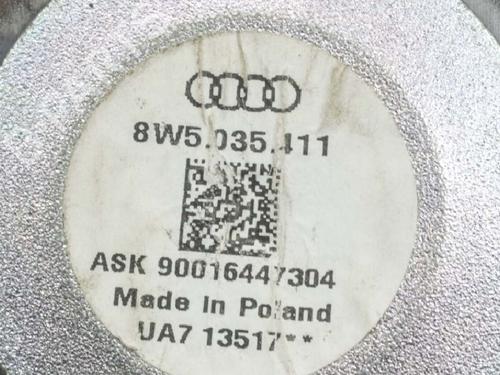 8W5.035.411
ASK 90016447304
Made in Poland
UA7 13517**